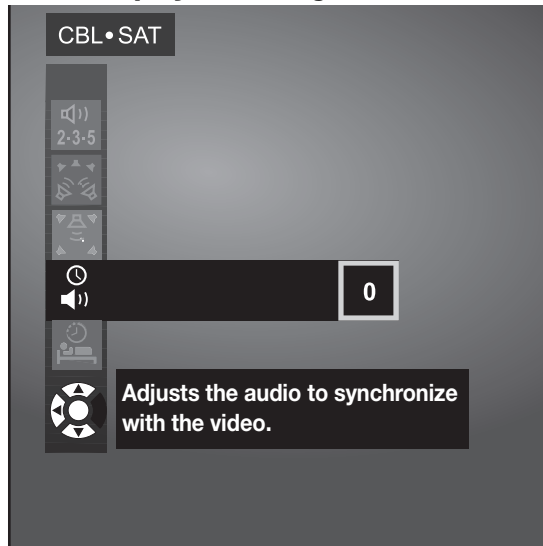 CBL•SAT
2·3·5
0
Adjusts the audio to synchronize
with the video.